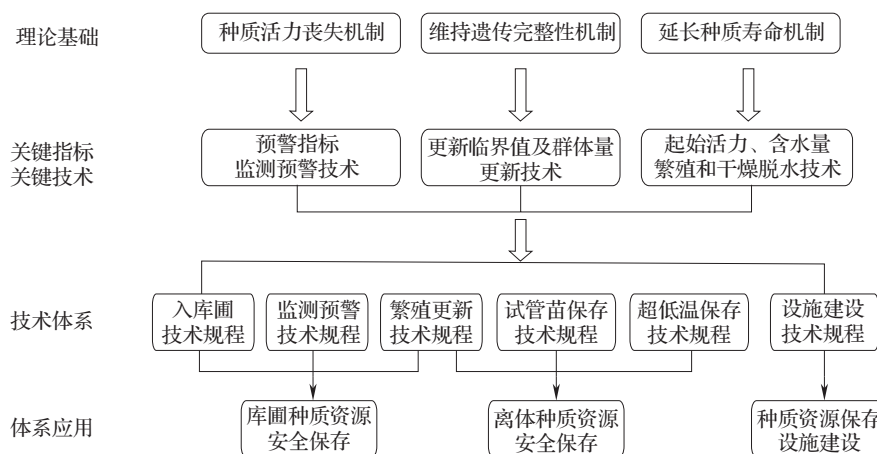 理论基础
种质活力丧失机制
维持遗传完整性机制
延长种质寿命机制
关键指标
关键技术
预警指标
监测预警技术
更新临界值及群体量
更新技术
起始活力、含水量
繁殖和干燥脱水技术
技术体系
入库圃
技术规程
监测预警
技术规程
繁殖更新
技术规程
试管苗保存
技术规程
超低温保存
技术规程
设施建设
技术规程
体系应用
库圃种质资源
安全保存
离体种质资源
安全保存
种质资源保存
设施建设